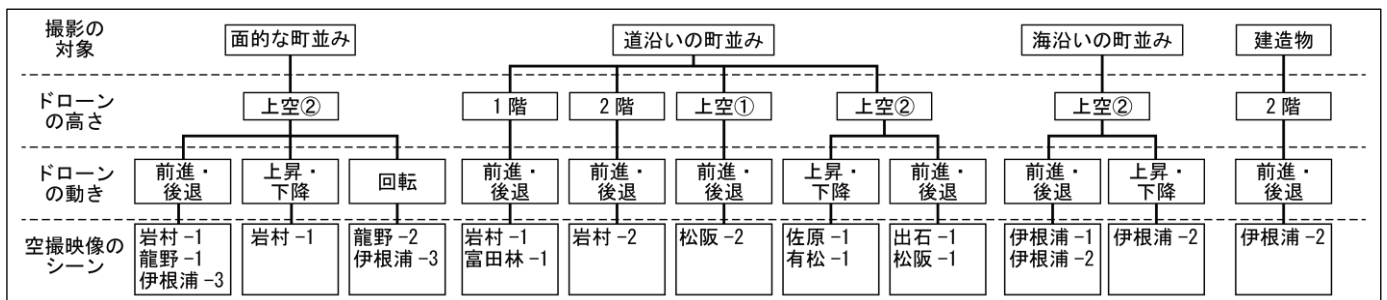 撮影の
対象
面的な町並み
道沿いの町並み
海沿いの町並み
建造物
ドローン
の高さ
上空②
1階
2階
上空①
上空②
上空②
2階
ドローン
の動き
前進・
後退
上昇・
下降
回転
前進・
後退
前進・
後退
前進・
後退
上昇・
下降
前進・
後退
前進・
後退
上昇・
下降
前進・
後退
空撮映像の
シーン
岩村-1
龍野-1
伊根浦-3
岩村-1
龍野-2
伊根浦-3
岩村-1
富田林-1
岩村-2
松阪-2
佐原-1
有松-1
出石-1
松阪-1
伊根浦-1
伊根浦-2
伊根浦-2
伊根浦-2